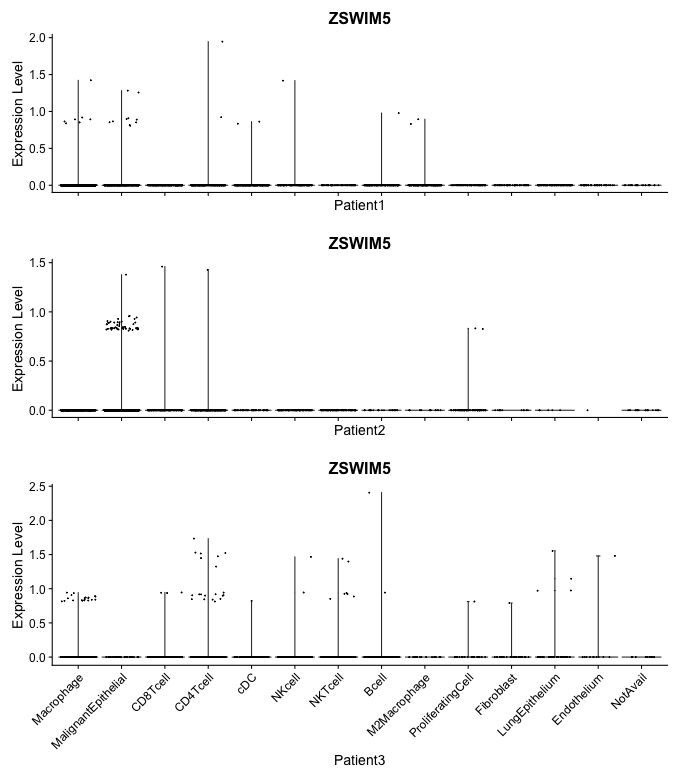 ZSWIM5
Expression Level
2.0
1.5
1.0
0.5
0.0
Patient1
ZSWIM5
Expression Level
1.5
1.0
0.5
0.0
Patient2
ZSWIM5
Expression Level
2.5
2.0
1.5
1.0
0.5
0.0
Macrophage
MalignantEpithelial
CD8Tcell
CD4Tcell
cDC
NKcell
NKTcell
Bcell
M2Macrophage
ProliferatingCell
Fibroblast
LungEpithelium
Endothelium
NotAvail
Patient3